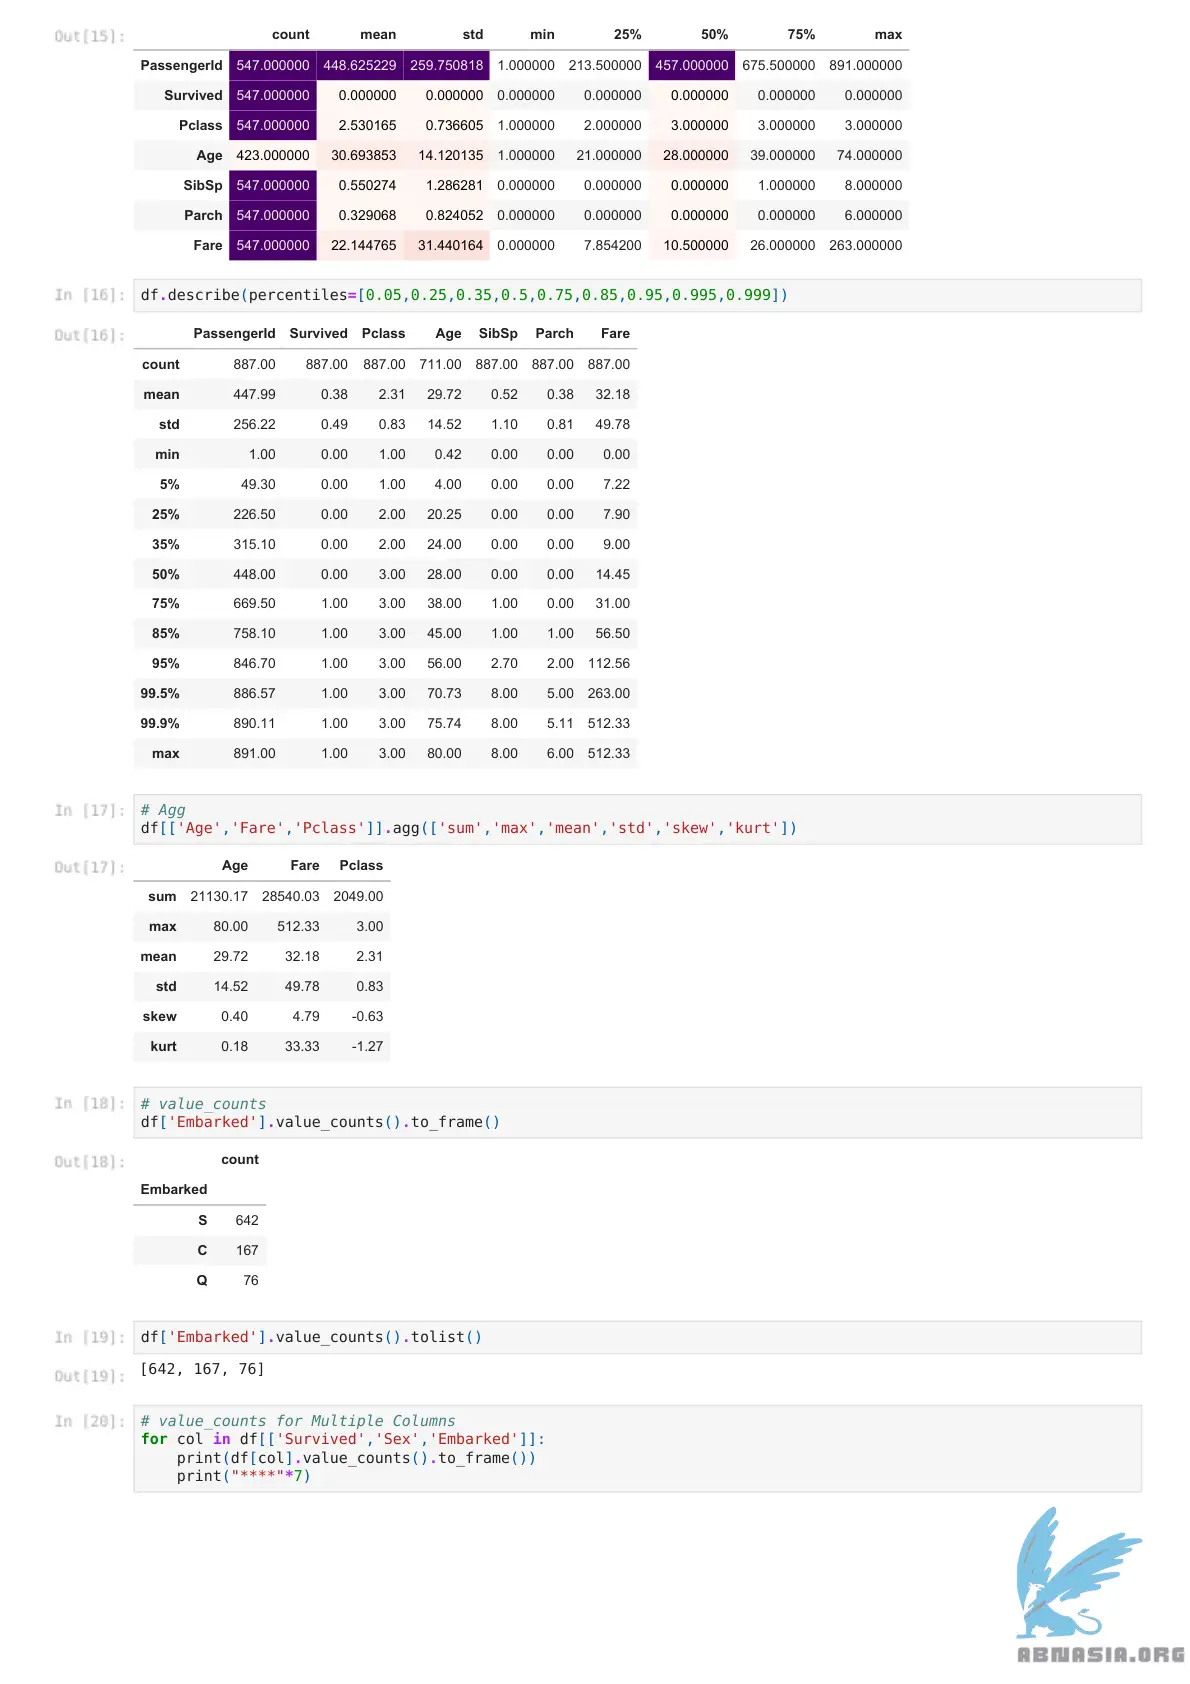 Out[15]: count mean std min 25% 50% 75% max
PassengerId 547.000000 448.625229 259.750818 1.000000 213.500000 457.000000 675.500000 891.000000
Survived 547.000000 0.000000 0.000000 0.000000 0.000000 0.000000 0.000000 0.000000
Pclass 547.000000 2.530165 0.736605 1.000000 2.000000 3.000000 3.000000 3.000000
Age 423.000000 30.693853 14.120135 1.000000 21.000000 28.000000 39.000000 74.000000
SibSp 547.000000 0.550274 1.286281 0.000000 0.000000 0.000000 1.000000 8.000000
Parch 547.000000 0.329068 0.824052 0.000000 0.000000 0.000000 0.000000 6.000000
Fare 547.000000 22.144765 31.440164 0.000000 7.854200 10.500000 26.000000 263.000000
In [16]: df.describe(percentiles=[0.05,0.25,0.35,0.5,0.75,0.85,0.95,0.995,0.999])
Out[16]: PassengerId Survived Pclass Age SibSp Parch Fare
count 887.00 887.00 887.00 711.00 887.00 887.00 887.00
mean 447.99 0.38 2.31 29.72 0.52 0.38 32.18
std 256.22 0.49 0.83 14.52 1.10 0.81 49.78
min 1.00 0.00 1.00 0.42 0.00 0.00 0.00
5% 49.30 0.00 1.00 4.00 0.00 0.00 7.22
25% 226.50 0.00 2.00 20.25 0.00 0.00 7.90
35% 315.10 0.00 2.00 24.00 0.00 0.00 9.00
50% 448.00 0.00 3.00 28.00 0.00 0.00 14.45
75% 669.50 1.00 3.00 38.00 1.00 0.00 31.00
85% 758.10 1.00 3.00 45.00 1.00 1.00 56.50
95% 846.70 1.00 3.00 56.00 2.70 2.00 112.56
99.5% 886.57 1.00 3.00 70.73 8.00 5.00 263.00
99.9% 890.11 1.00 3.00 75.74 8.00 5.11 512.33
max 891.00 1.00 3.00 80.00 8.00 6.00 512.33
In [17]: # Agg
df[['Age','Fare','Pclass']].agg(['sum','max','mean','std','skew','kurt'])
Out[17]: Age Fare Pclass
sum 21130.17 28540.03 2049.00
max 80.00 512.33 3.00
mean 29.72 32.18 2.31
std 14.52 49.78 0.83
skew 0.40 4.79 -0.63
kurt 0.18 33.33 -1.27
In [18]: # value_counts
df['Embarked'].value_counts().to_frame()
Out[18]: count
Embarked
S 642
C 167
Q 76
In [19]: df['Embarked'].value_counts().tolist()
Out[19]: [642, 167, 76]
In [20]: # value_counts for Multiple Columns
for col in df[['Survived','Sex','Embarked']]:
    print(df[col].value_counts().to_frame())
    print("****"*7)
ABNASIA.ORG